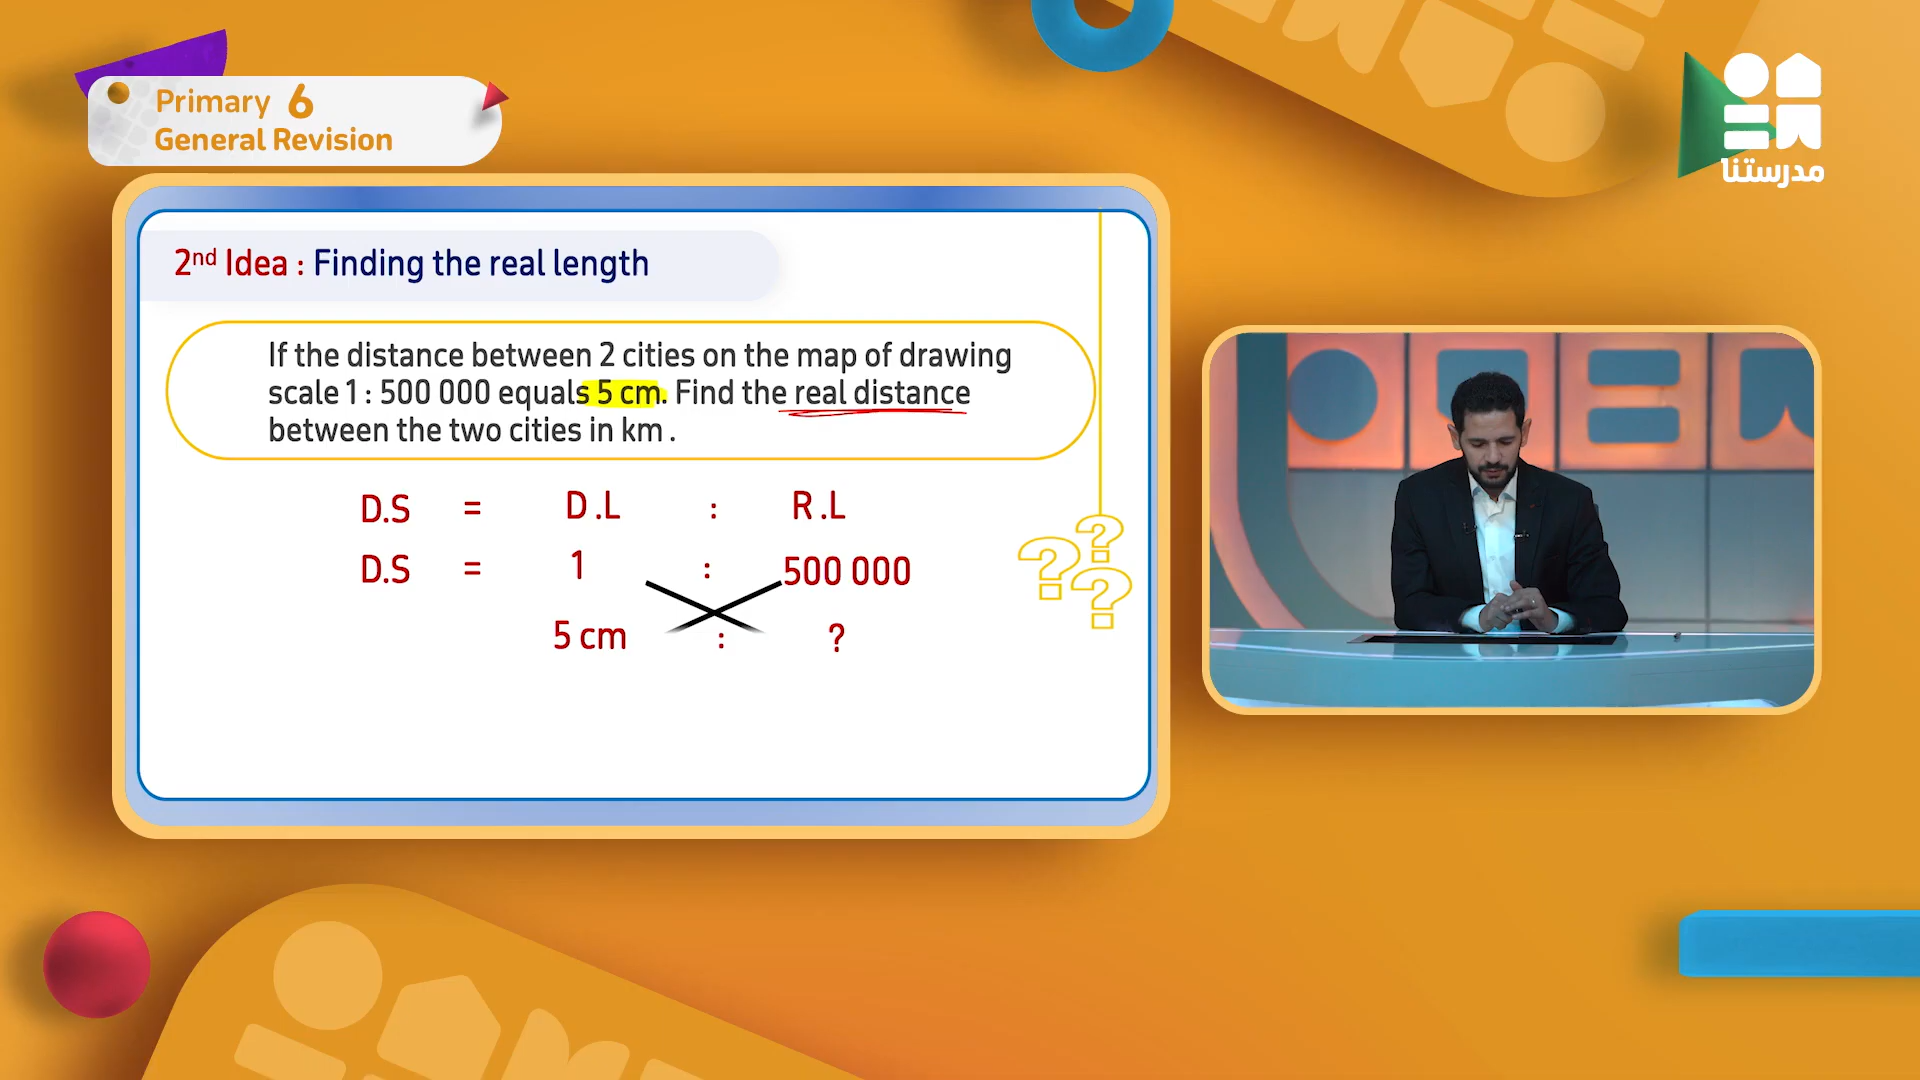 Primary 6
General Revision
مدرستنا
2nd Idea : Finding the real length
If the distance between 2 cities on the map of drawing
scale 1 : 500 000 equals 5 cm. Find the real distance
between the two cities in km .
D.S = D .L : R .L
D.S = 1 : 500 000
5 cm : ?
? ? ?